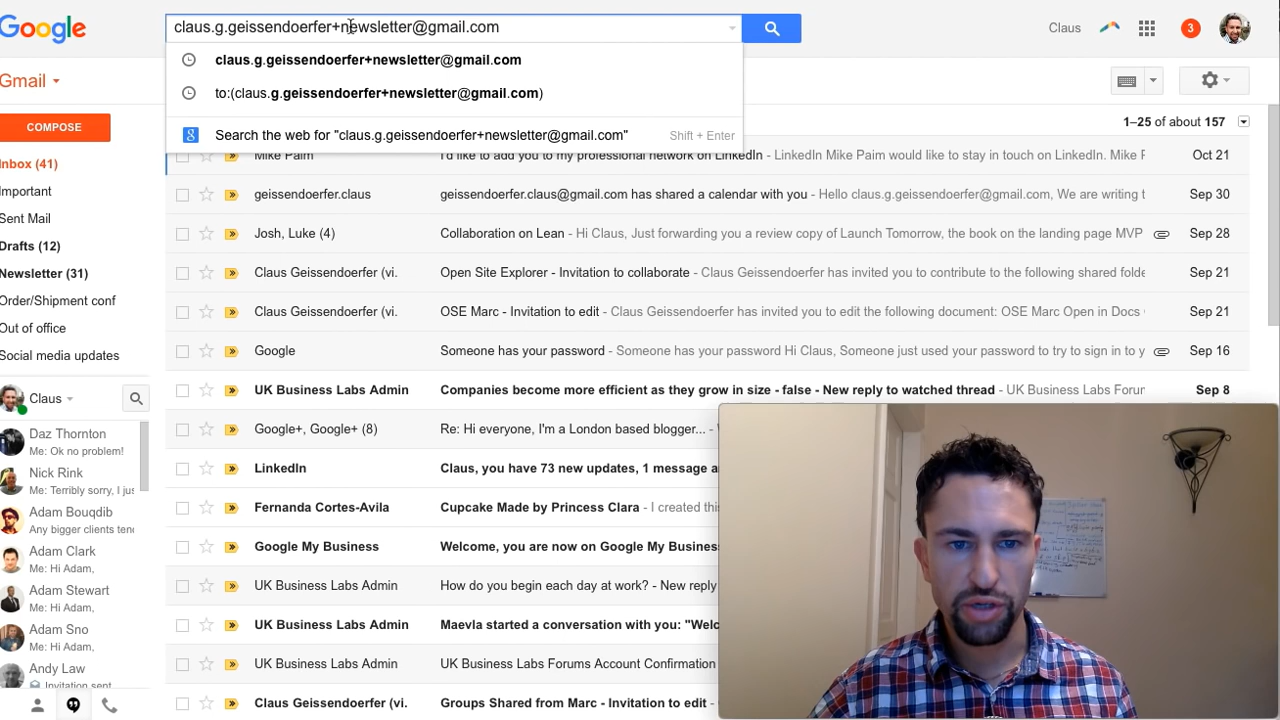 Google
claus.g.geissendoerfer+newsletter@gmail.com
Claus
3
claus.g.geissendoerfer+newsletter@gmail.com
to:(claus.g.geissendoerfer+newsletter@gmail.com)
Search the web for "claus.g.geissendoerfer+newsletter@gmail.com" Shift + Enter
Gmail
COMPOSE
Inbox (41)
Important
Sent Mail
Drafts (12)
Newsletter (31)
Order/Shipment conf
Out of office
Social media updates
Claus
Daz Thornton
Me: Ok no problem!
Nick Rink
Me: Terribly sorry, I jus
Adam Bouqdib
Any bigger clients tend
Adam Clark
Me: Hi Adam,
Adam Stewart
Me: Hi Adam,
Adam Sno
Me: Hi Adam,
Andy Law
Invitation sent
1–25 of about 157
Mike Paim I'd like to add you to my professional network on LinkedIn - LinkedIn Mike Paim would like to stay in touch on LinkedIn. Mike Oct 21
geissendoerfer.claus geissendoerfer.claus@gmail.com has shared a calendar with you - Hello claus.g.geissendoerfer@gmail.com, We are writing t Sep 30
Josh, Luke (4) Collaboration on Lean - Hi Claus, Just forwarding you a review copy of Launch Tomorrow, the book on the landing page MVP Sep 28
Claus Geissendoerfer (vi. Open Site Explorer - Invitation to collaborate - Claus Geissendoerfer has invited you to contribute to the following shared folde Sep 21
Claus Geissendoerfer (vi. OSE Marc - Invitation to edit - Claus Geissendoerfer has invited you to edit the following document: OSE Marc Open in Docs Sep 21
Google Someone has your password - Someone has your password Hi Claus, Someone just used your password to try to sign in to y Sep 16
UK Business Labs Admin Companies become more efficient as they grow in size - false - New reply to watched thread - UK Business Labs Forum Sep 8
Google+, Google+ (8) Re: Hi everyone, I'm a London based blogger... -
LinkedIn Claus, you have 73 new updates, 1 message a
Fernanda Cortes-Avila Cupcake Made by Princess Clara - I created this
Google My Business Welcome, you are now on Google My Business
UK Business Labs Admin How do you begin each day at work? - New reply
UK Business Labs Admin Maevla started a conversation with you: "Welc
UK Business Labs Admin UK Business Labs Forums Account Confirmation
Claus Geissendoerfer (vi. Groups Shared from Marc - Invitation to edit -